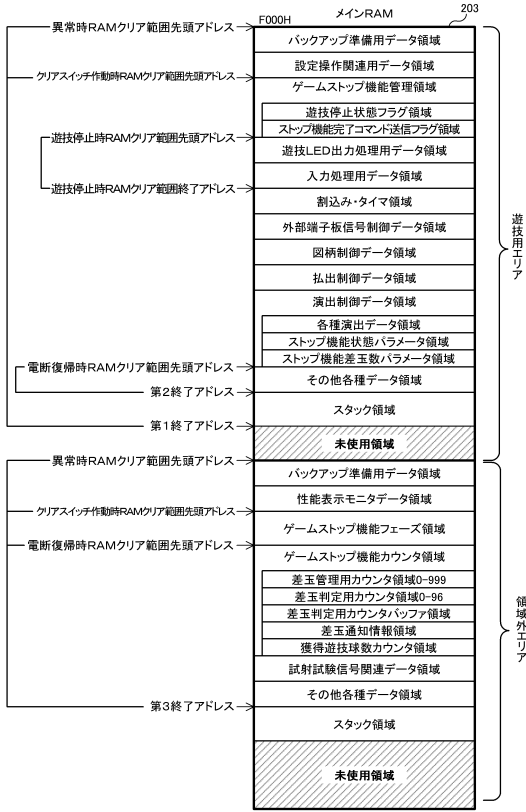 メインRAM
F000H
203
異常時RAMクリア範囲先頭アドレス
バックアップ準備用データ領域
設定操作関連用データ領域
クリアスイッチ作動時RAMクリア範囲先頭アドレス
ゲームストップ機能管理領域
遊技停止状態フラグ領域
ストップ機能完了コマンド送信フラグ領域
遊技停止時RAMクリア範囲先頭アドレス
遊技LED出力処理用データ領域
入力処理用データ領域
遊技停止時RAMクリア範囲終了アドレス
割込み・タイマ領域
外部端子板信号制御データ領域
図柄制御データ領域
払出制御データ領域
演出制御データ領域
各種演出データ領域
ストップ機能状態パラメータ領域
ストップ機能差玉数パラメータ領域
電断復帰時RAMクリア範囲先頭アドレス
その他各種データ領域
第2終了アドレス
スタック領域
第1終了アドレス
未使用領域
遊技用エリア
異常時RAMクリア範囲先頭アドレス
バックアップ準備用データ領域
性能表示モニタデータ領域
クリアスイッチ作動時RAMクリア範囲先頭アドレス
ゲームストップ機能フェーズ領域
電断復帰時RAMクリア範囲先頭アドレス
ゲームストップ機能カウンタ領域
差玉管理用カウンタ領域0-999
差玉判定用カウンタ領域0-96
差玉判定用カウンタバッファ領域
差玉通知情報領域
獲得遊技球数カウンタ領域
試射試験信号関連データ領域
その他各種データ領域
第3終了アドレス
スタック領域
未使用領域
領域外エリア